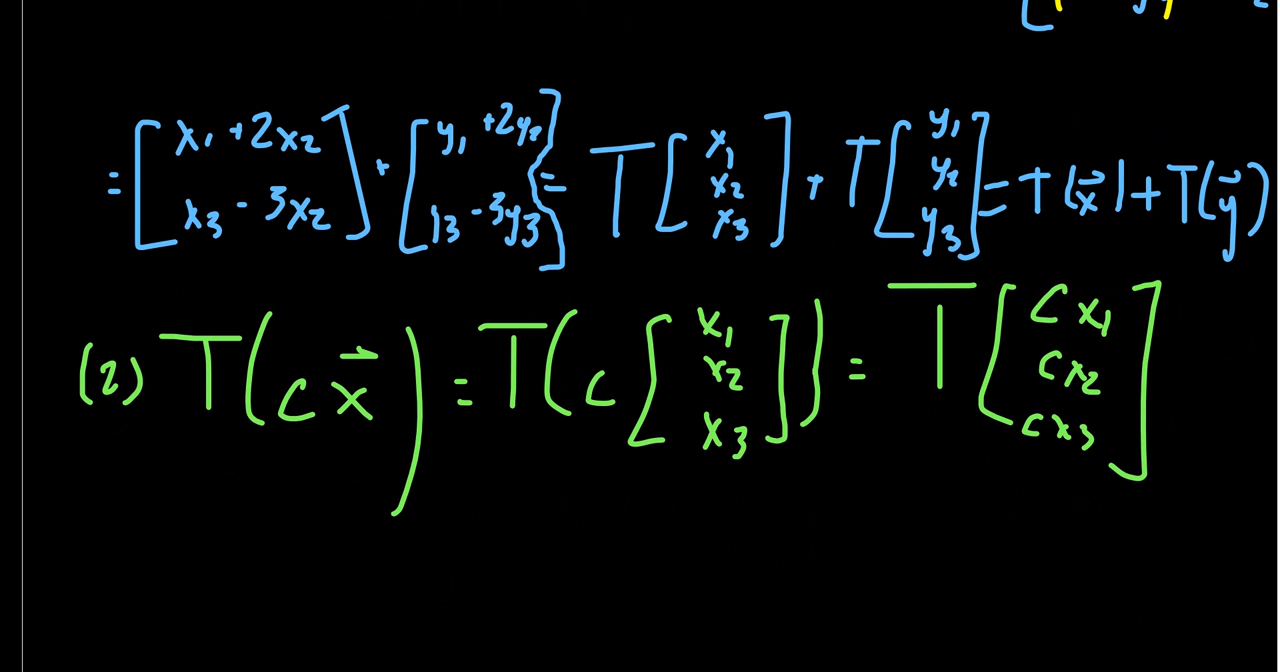 = [ x₁ + 2x₂ ] + [ y₁ + 2y₂ ] = T [ x₁ ] + T [ y₁ ] = T(x⃗) + T(y⃗)
x₃ - 3x₂ y₃ - 3y₃ x₂ y₂
x₃ y₃
(2) T(c x⃗) = T(c [ x₁ ]) = T [ cx₁ ]
x₂ cx₂
x₃ cx₃